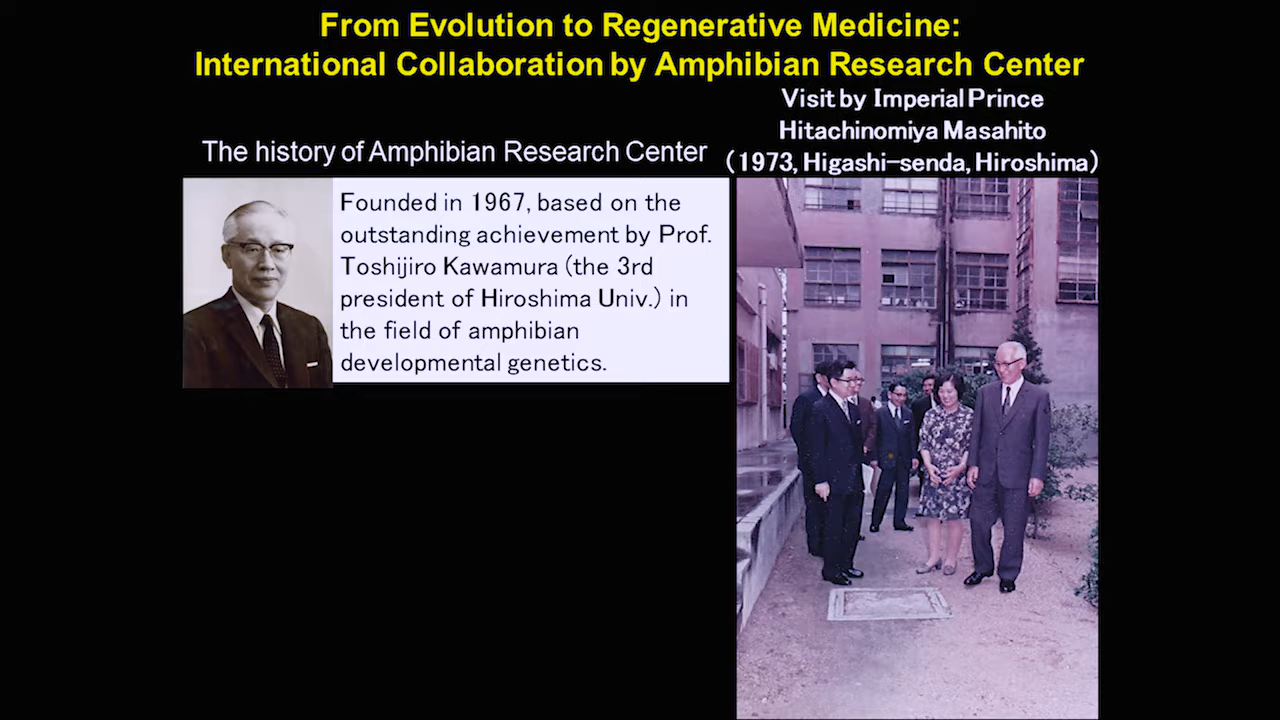 From Evolution to Regenerative Medicine:
International Collaboration by Amphibian Research Center
The history of Amphibian Research Center
Founded in 1967, based on the
outstanding achievement by Prof.
Toshijiro Kawamura (the 3rd
president of Hiroshima Univ.) in
the field of amphibian
developmental genetics.
Visit by Imperial Prince
Hitachinomiya Masahito
(1973, Higashi-senda, Hiroshima)